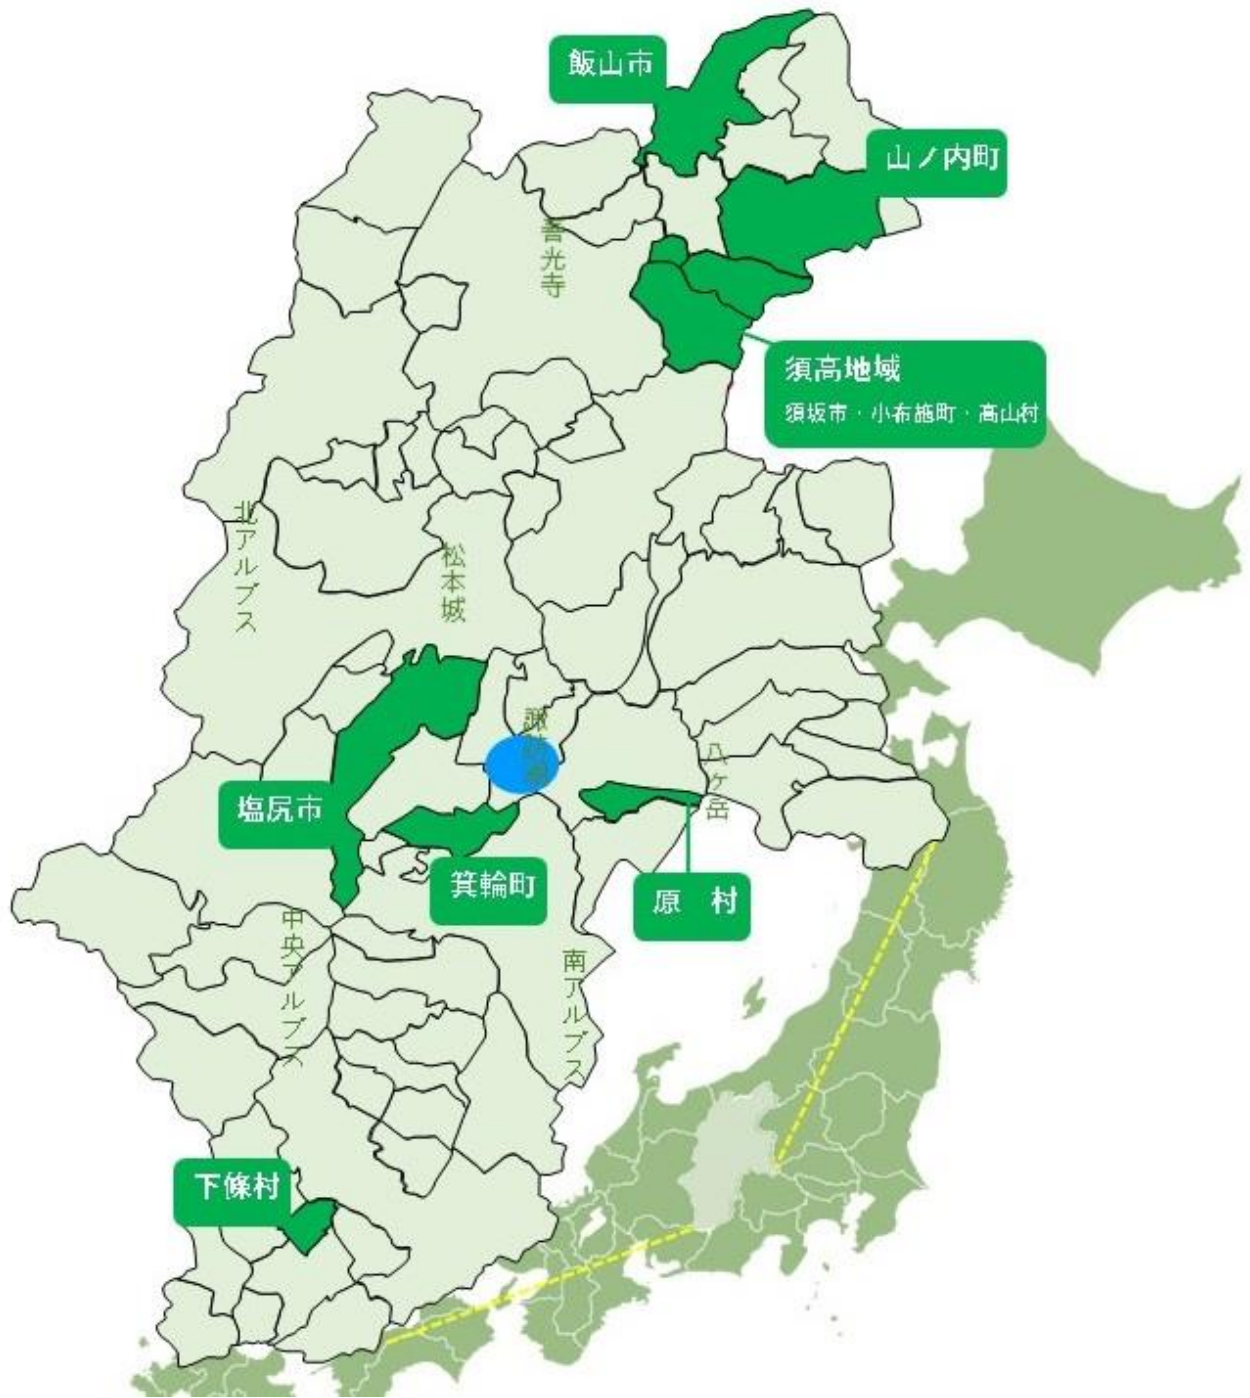 飯山市
山ノ内町
善光寺
須高地域
須坂市・小布施町・高山村
北アルプス
松本城
諏訪湖
八ヶ岳
塩尻市
箕輪町
原　村
中央アルプス
南アルプス
下條村